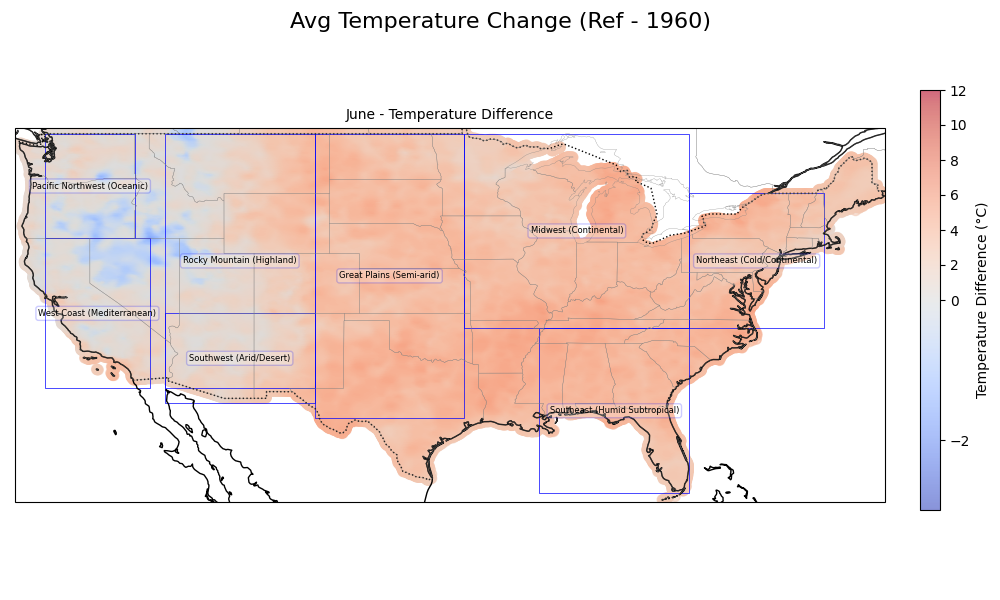 Avg Temperature Change (Ref - 1960)
June - Temperature Difference
Pacific Northwest (Oceanic)
Midwest (Continental)
Rocky Mountain (Highland)
Northeast (Cold/Continental)
Great Plains (Semi-arid)
West Coast (Mediterranean)
Southwest (Arid/Desert)
Southeast (Humid Subtropical)
12
10
8
6
4
2
0
−2
Temperature Difference (°C)